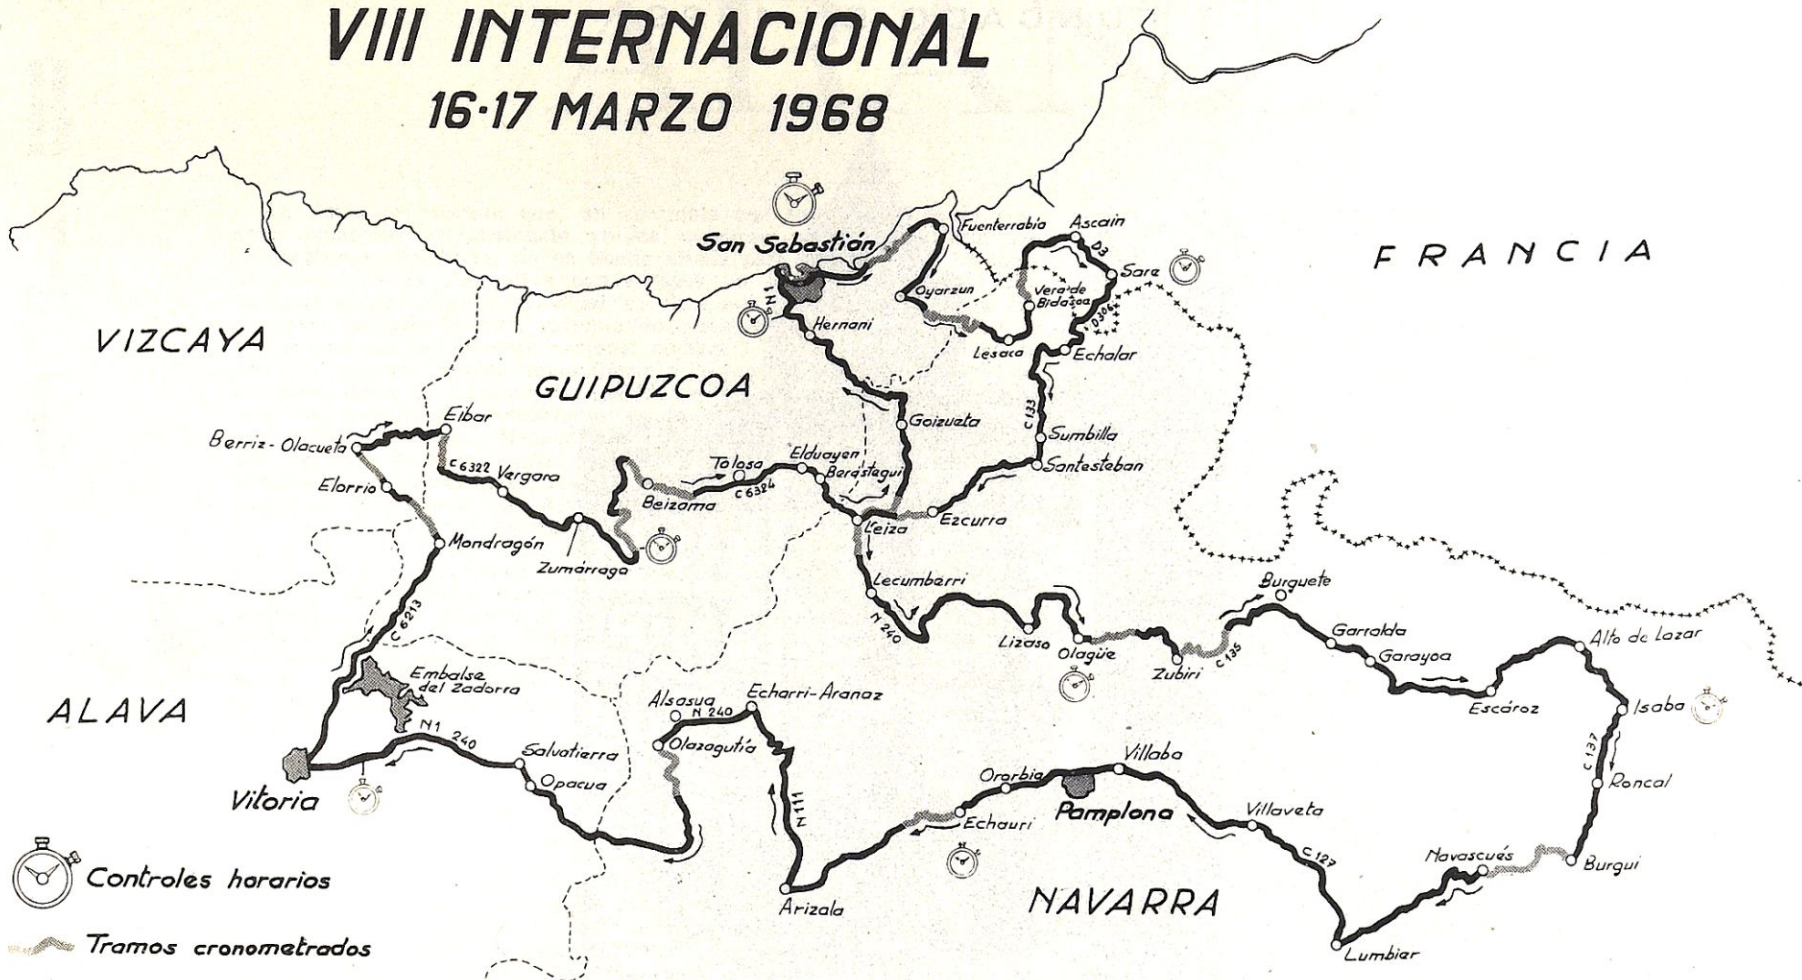 VIII INTERNACIONAL
16-17 MARZO 1968
San Sebastián
Fuenterrabía
Ascain
D3
Sare
FRANCIA
Oyarzun
Vera de
Bidasoa
D306
N1
Hernani
Lesaca
Echalar
VIZCAYA
GUIPUZCOA
C 133
Goizueta
Sumbilla
Santesteban
Eibar
Berriz-Olacueta
Elorrio
C 6322
Vergara
Tolosa
C 6324
Elduayen
Berástegui
Beizama
Leiza
Ezcurra
Mondragón
Zumárraga
Lecumberri
N 240
Lizaso
Olagüe
Zubiri
C 135
Burguete
Garralda
Garayoa
Escároz
Alto de Lazar
Isaba
C 137
Roncal
Burgui
C 6213
Embalse
del Zadorra
ALAVA
N1 240
Salvatierra
Opacua
Vitoria
Alsasua
N 240
Echarri-Aranaz
Olazagutía
N 111
Arizala
Ororbia
Echauri
Pamplona
Villaba
Villaveta
C 127
Navascués
Lumbier
NAVARRA
Controles horarios
Tramos cronometrados